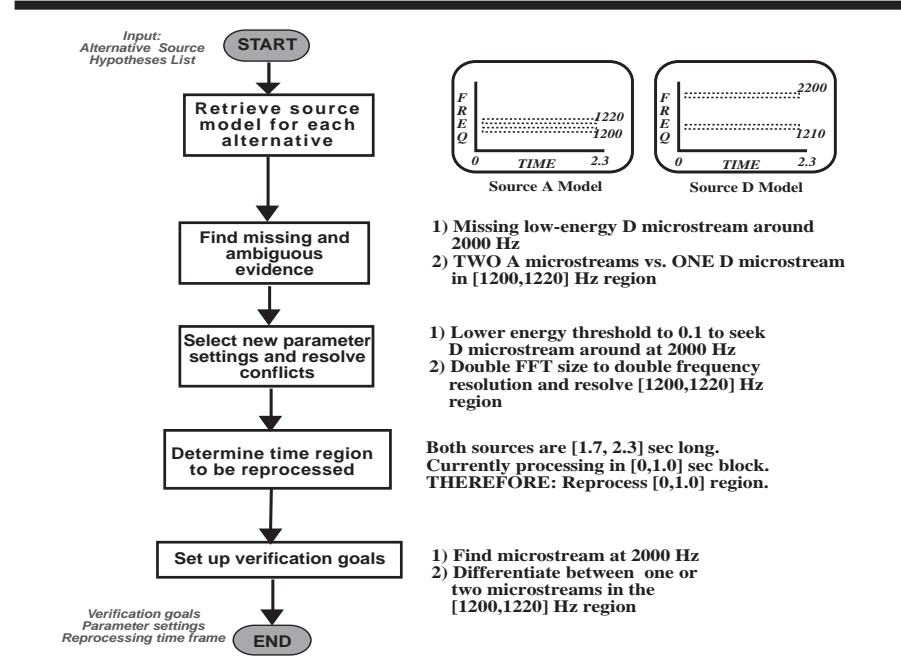 Input:
Alternative Source
Hypotheses List
START
Retrieve source
model for each
alternative
F
R
E
Q
1220
1200
0
TIME
2.3
Source A Model
F
R
E
Q
2200
1210
0
TIME
2.3
Source D Model
Find missing and
ambiguous
evidence
1) Missing low-energy D microstream around
2000 Hz
2) TWO A microstreams vs. ONE D microstream
in [1200,1220] Hz region
Select new parameter
settings and resolve
conflicts
1) Lower energy threshold to 0.1 to seek
D microstream around at 2000 Hz
2) Double FFT size to double frequency
resolution and resolve [1200,1220] Hz
region
Determine time region
to be reprocessed
Both sources are [1.7, 2.3] sec long.
Currently processing in [0,1.0] sec block.
THEREFORE: Reprocess [0,1.0] region.
Set up verification goals
1) Find microstream at 2000 Hz
2) Differentiate between one or
two microstreams in the
[1200,1220] Hz region
Verification goals
Parameter settings
Reprocessing time frame
END